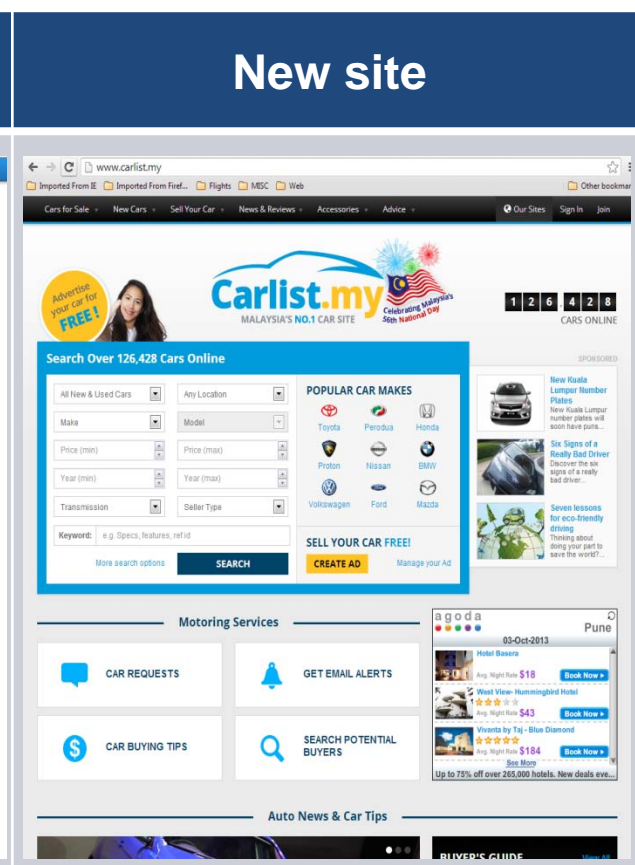 New site
www.carlist.my
Imported From IE Imported From Firef... Flights MISC Web Other bookmar
Cars for Sale New Cars Sell Your Car News & Reviews Accessories Advice Our Sites Sign In Join
Advertise
your car for
FREE!
Carlist.my
MALAYSIA'S NO.1 CAR SITE
Celebrating Malaysia's
56th National Day
126,428
CARS ONLINE
Search Over 126,428 Cars Online
All New & Used Cars Any Location
Make Model
Price (min) Price (max)
Year (min) Year (max)
Transmission Seller Type
Keyword: e.g. Specs, features, ref id
More search options SEARCH
POPULAR CAR MAKES
Toyota Perodua Honda
Proton Nissan BMW
Volkswagen Ford Mazda
SELL YOUR CAR FREE!
CREATE AD Manage your Ad
SPONSORED
New Kuala
Lumpur Number
Plates
New Kuala Lumpur
number plates will
soon have puns...
Six Signs of a
Really Bad Driver
Discover the six
signs of a really
bad driver...
Seven lessons
for eco-friendly
driving
Thinking about
doing your part to
save the world?...
Motoring Services
CAR REQUESTS GET EMAIL ALERTS
CAR BUYING TIPS SEARCH POTENTIAL
BUYERS
agoda
Pune
03-Oct-2013
Hotel Basera
Avg. Night Rate $18 Book Now
West View- Hummingbird Hotel
Avg. Night Rate $43 Book Now
Vivanta by Taj - Blue Diamond
Avg. Night Rate $184 Book Now
See More
Up to 75% off over 265,000 hotels. New deals eve...
Auto News & Car Tips
BUYER'S GUIDE View All